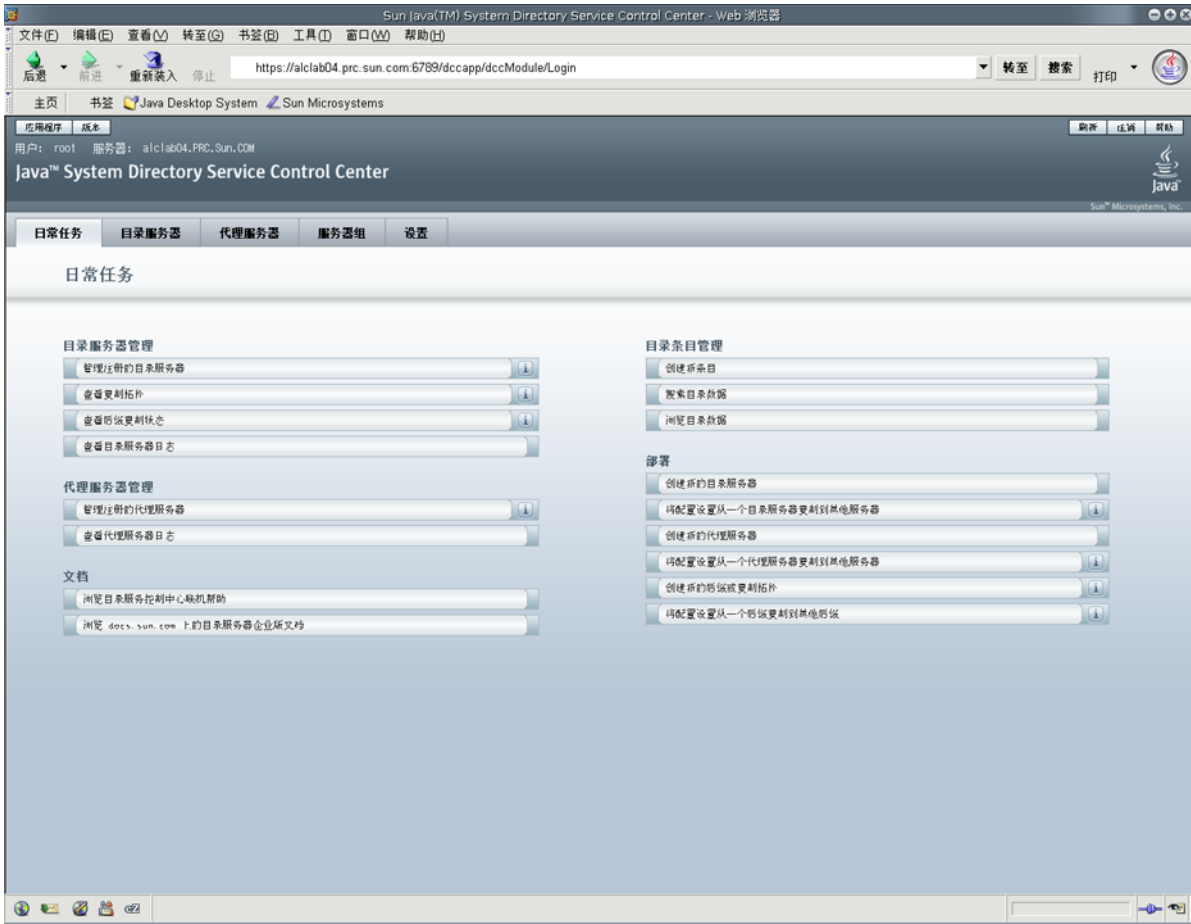 Sun Java(TM) System Directory Service Control Center - Web 浏览器
文件(F) 编辑(E) 查看(V) 转至(G) 书签(B) 工具(T) 窗口(W) 帮助(H)
后退 前进 重新装入 停止 https://alclab04.prc.sun.com:6789/dccapp/dccModule/Login 转至 搜索 打印
主页 书签 Java Desktop System Sun Microsystems
应用程序 版本 刷新 注销 帮助
用户: root 服务器: alclab04.PRC.Sun.COM
Java™ System Directory Service Control Center
Java™
Sun™ Microsystems, Inc.
日常任务 目录服务器 代理服务器 服务器组 设置
日常任务
目录服务器管理
管理注册的目录服务器
查看复制拓扑
查看后缀复制状态
查看目录服务器日志
代理服务器管理
管理注册的代理服务器
查看代理服务器日志
文档
浏览目录服务控制中心联机帮助
浏览 docs.sun.com 上的目录服务器企业版文档
目录条目管理
创建新条目
搜索目录数据
浏览目录数据
部署
创建新的目录服务器
将配置设置从一个目录服务器复制到其他服务器
创建新的代理服务器
将配置设置从一个代理服务器复制到其他服务器
创建新的后缀或复制拓扑
将配置设置从一个后缀复制到其他后缀